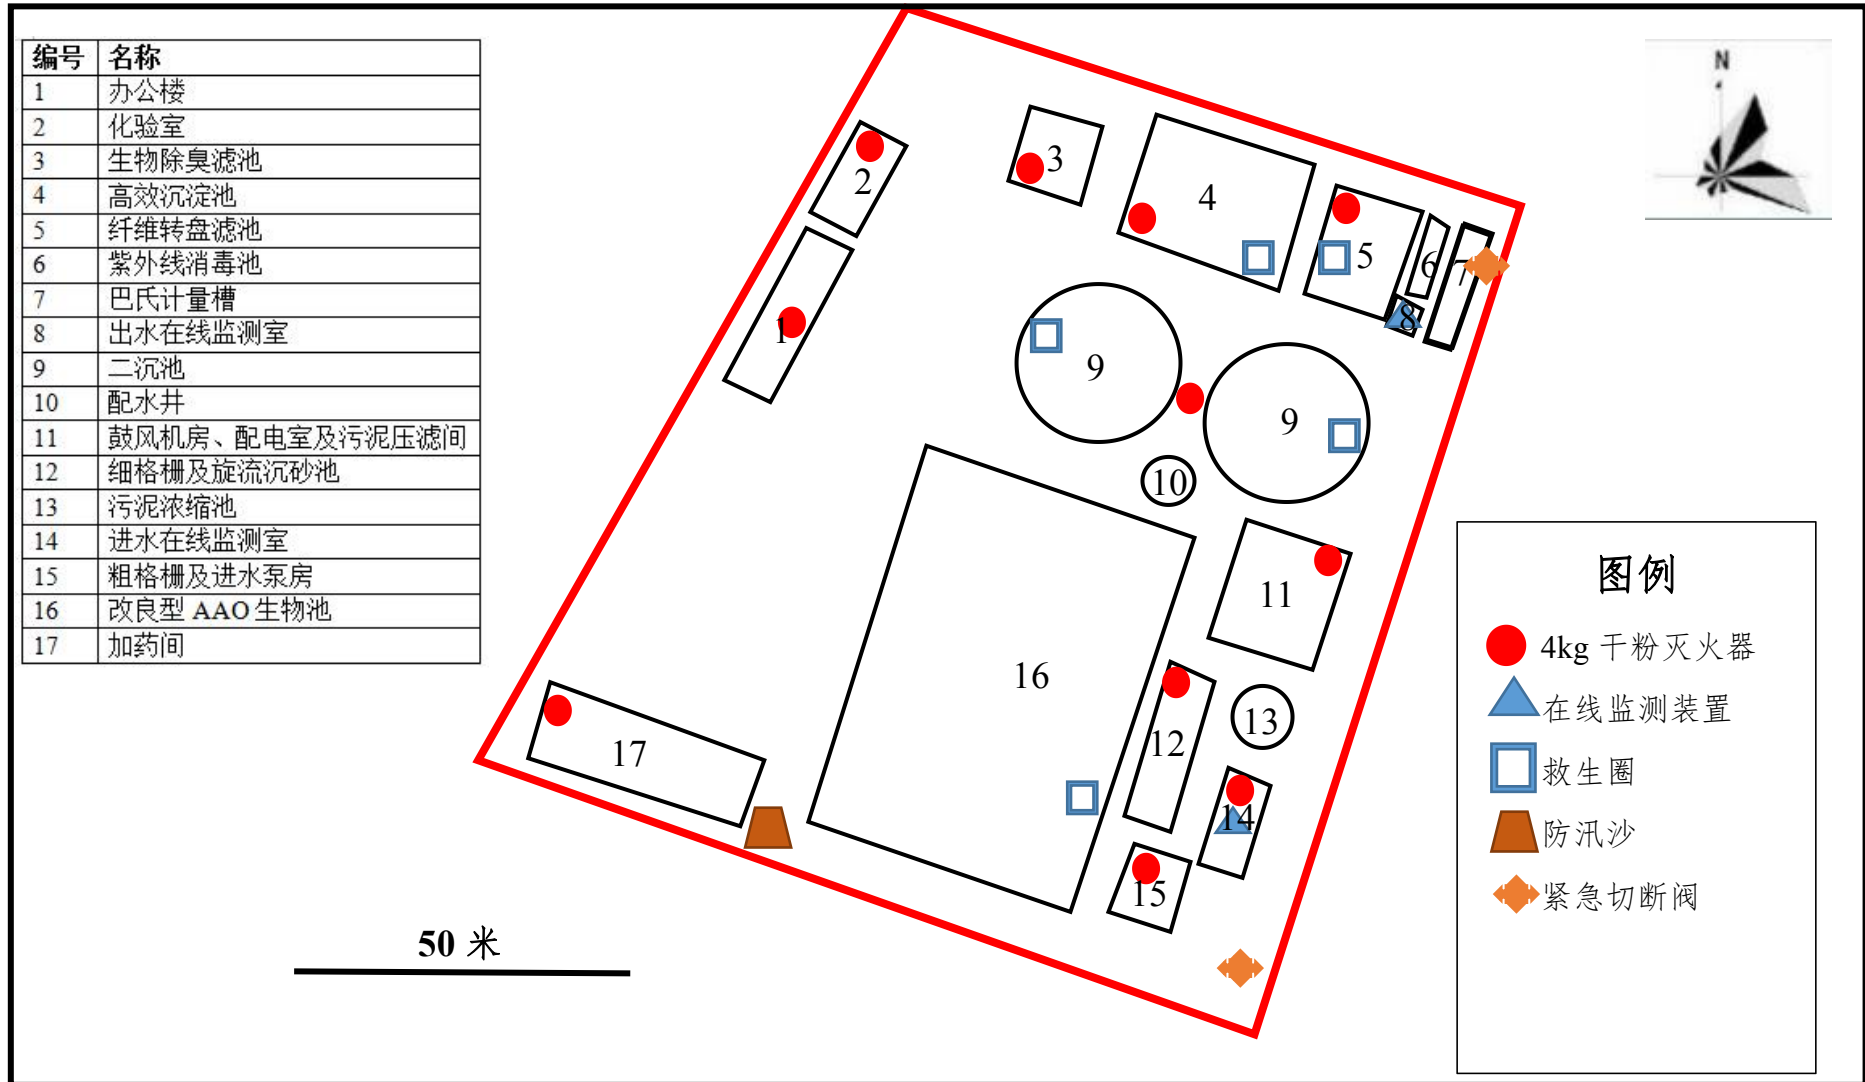 编号 名称
1 办公楼
2 化验室
3 生物除臭滤池
4 高效沉淀池
5 纤维转盘滤池
6 紫外线消毒池
7 巴氏计量槽
8 出水在线监测室
9 二沉池
10 配水井
11 鼓风机房、配电室及污泥压滤间
12 细格栅及旋流沉砂池
13 污泥浓缩池
14 进水在线监测室
15 粗格栅及进水泵房
16 改良型 AAO 生物池
17 加药间
N
3
2
4
5
6
7
8
1
9
9
10
11
16
12
13
17
14
15
50 米
图例
4kg 干粉灭火器
在线监测装置
救生圈
防汛沙
紧急切断阀